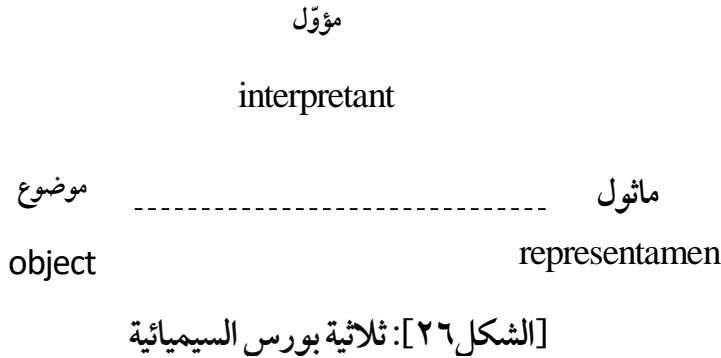 مؤوّل
interpretant
ماثول موضوع
representamen object
[الشكل٢٦]: ثلاثية بورس السيميائية